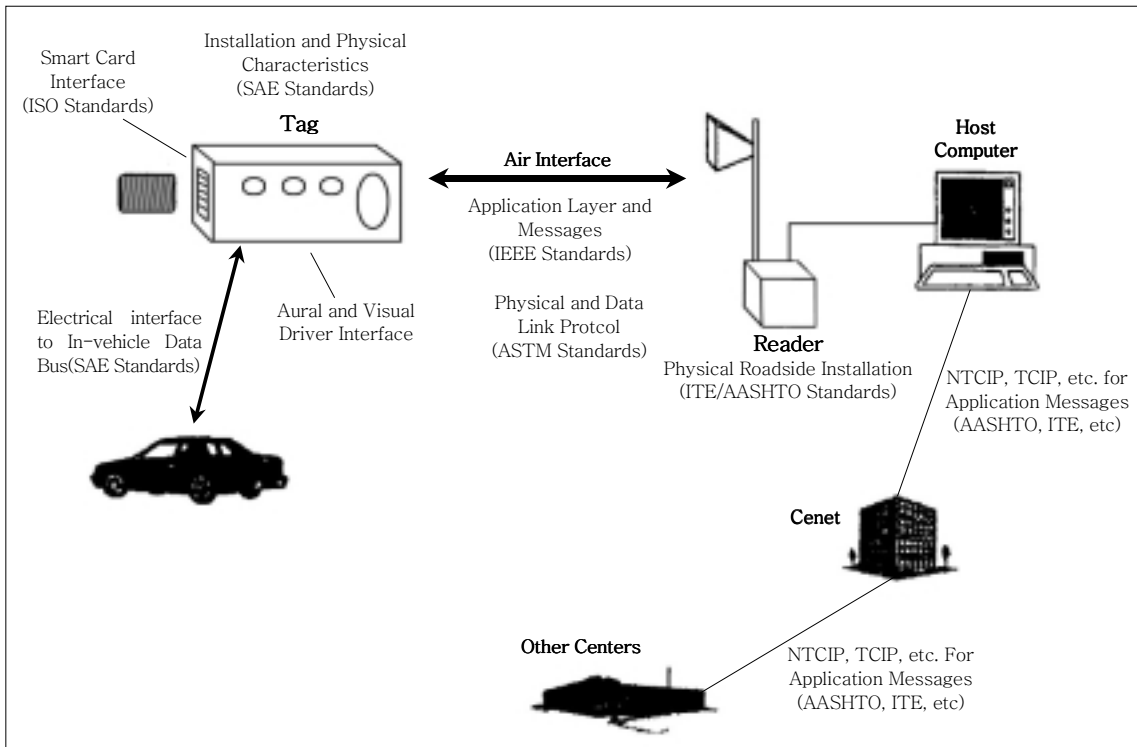 Smart Card
Interface
(ISO Standards)
Installation and Physical
Characteristics
(SAE Standards)
Tag
Air Interface
Application Layer and
Messages
(IEEE Standards)
Physical and Data
Link Protcol
(ASTM Standards)
Host
Computer
Electrical interface
to In-vehicle Data
Bus(SAE Standards)
Aural and Visual
Driver Interface
Reader
Physical Roadside Installation
(ITE/AASHTO Standards)
NTCIP, TCIP, etc. for
Application Messages
(AASHTO, ITE, etc)
Cenet
Other Centers
NTCIP, TCIP, etc. For
Application Messages
(AASHTO, ITE, etc)